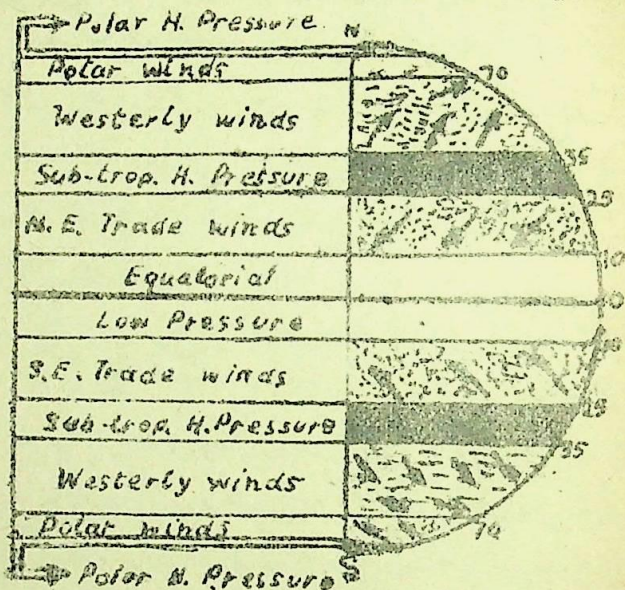 Polar H. Pressure
N
Polar winds
70
Westerly winds
35
Sub-trop. H. Pressure
25
N.E. Trade winds
10
Equatorial
0
Low Pressure
10
S.E. Trade winds
25
Sub-trop. H. Pressure
35
Westerly winds
Polar winds
70
S
Polar H. Pressure